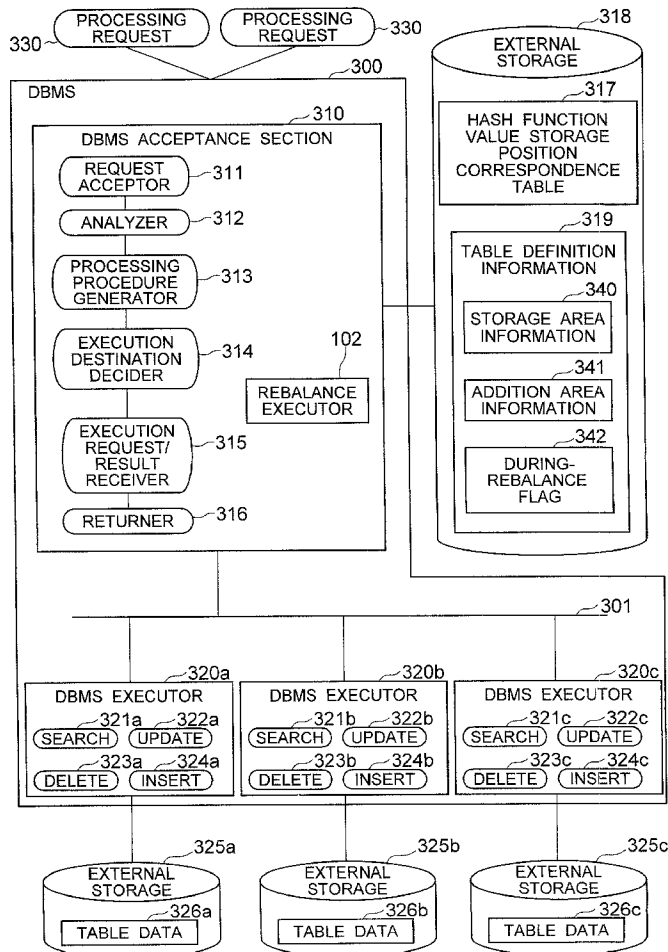 PROCESSING
REQUEST
330
PROCESSING
REQUEST
330
318
EXTERNAL
STORAGE
317
HASH FUNCTION
VALUE STORAGE
POSITION
CORRESPONDENCE
TABLE
319
TABLE DEFINITION
INFORMATION
340
STORAGE AREA
INFORMATION
341
ADDITION AREA
INFORMATION
342
DURING-
REBALANCE
FLAG
300
DBMS
310
DBMS ACCEPTANCE SECTION
REQUEST
ACCEPTOR
311
ANALYZER
312
PROCESSING
PROCEDURE
GENERATOR
313
EXECUTION
DESTINATION
DECIDER
314
102
REBALANCE
EXECUTOR
EXECUTION
REQUEST/
RESULT
RECEIVER
315
RETURNER
316
301
320a
DBMS EXECUTOR
321a
322a
SEARCH
UPDATE
323a
324a
DELETE
INSERT
320b
DBMS EXECUTOR
321b
322b
SEARCH
UPDATE
323b
324b
DELETE
INSERT
320c
DBMS EXECUTOR
321c
322c
SEARCH
UPDATE
323c
324c
DELETE
INSERT
325a
EXTERNAL
STORAGE
326a
TABLE DATA
325b
EXTERNAL
STORAGE
326b
TABLE DATA
325c
EXTERNAL
STORAGE
326c
TABLE DATA